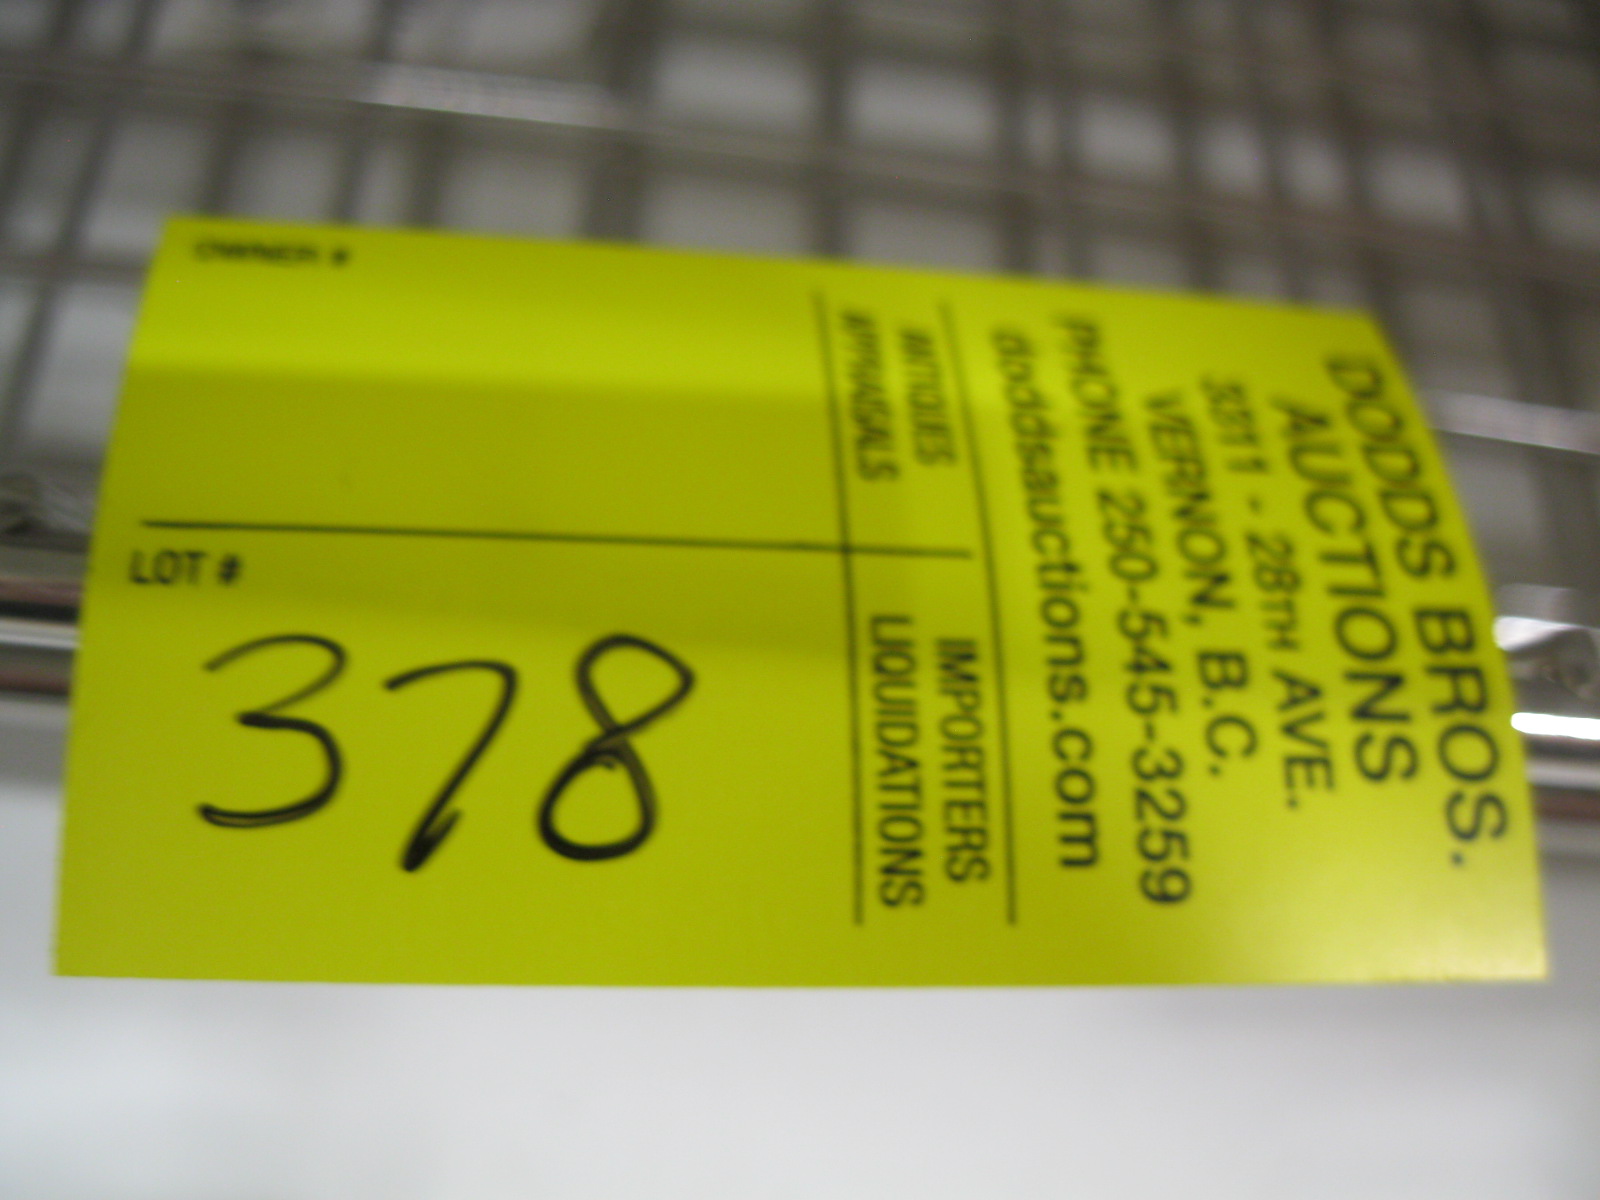 DODDS BROS.
AUCTIONS
3311 - 28TH AVE.
VERNON, B.C.
PHONE 250-545-3259
doddsauctions.com
ANTIQUES IMPORTERS
APPRAISALS LIQUIDATIONS
OWNER #
LOT #
378